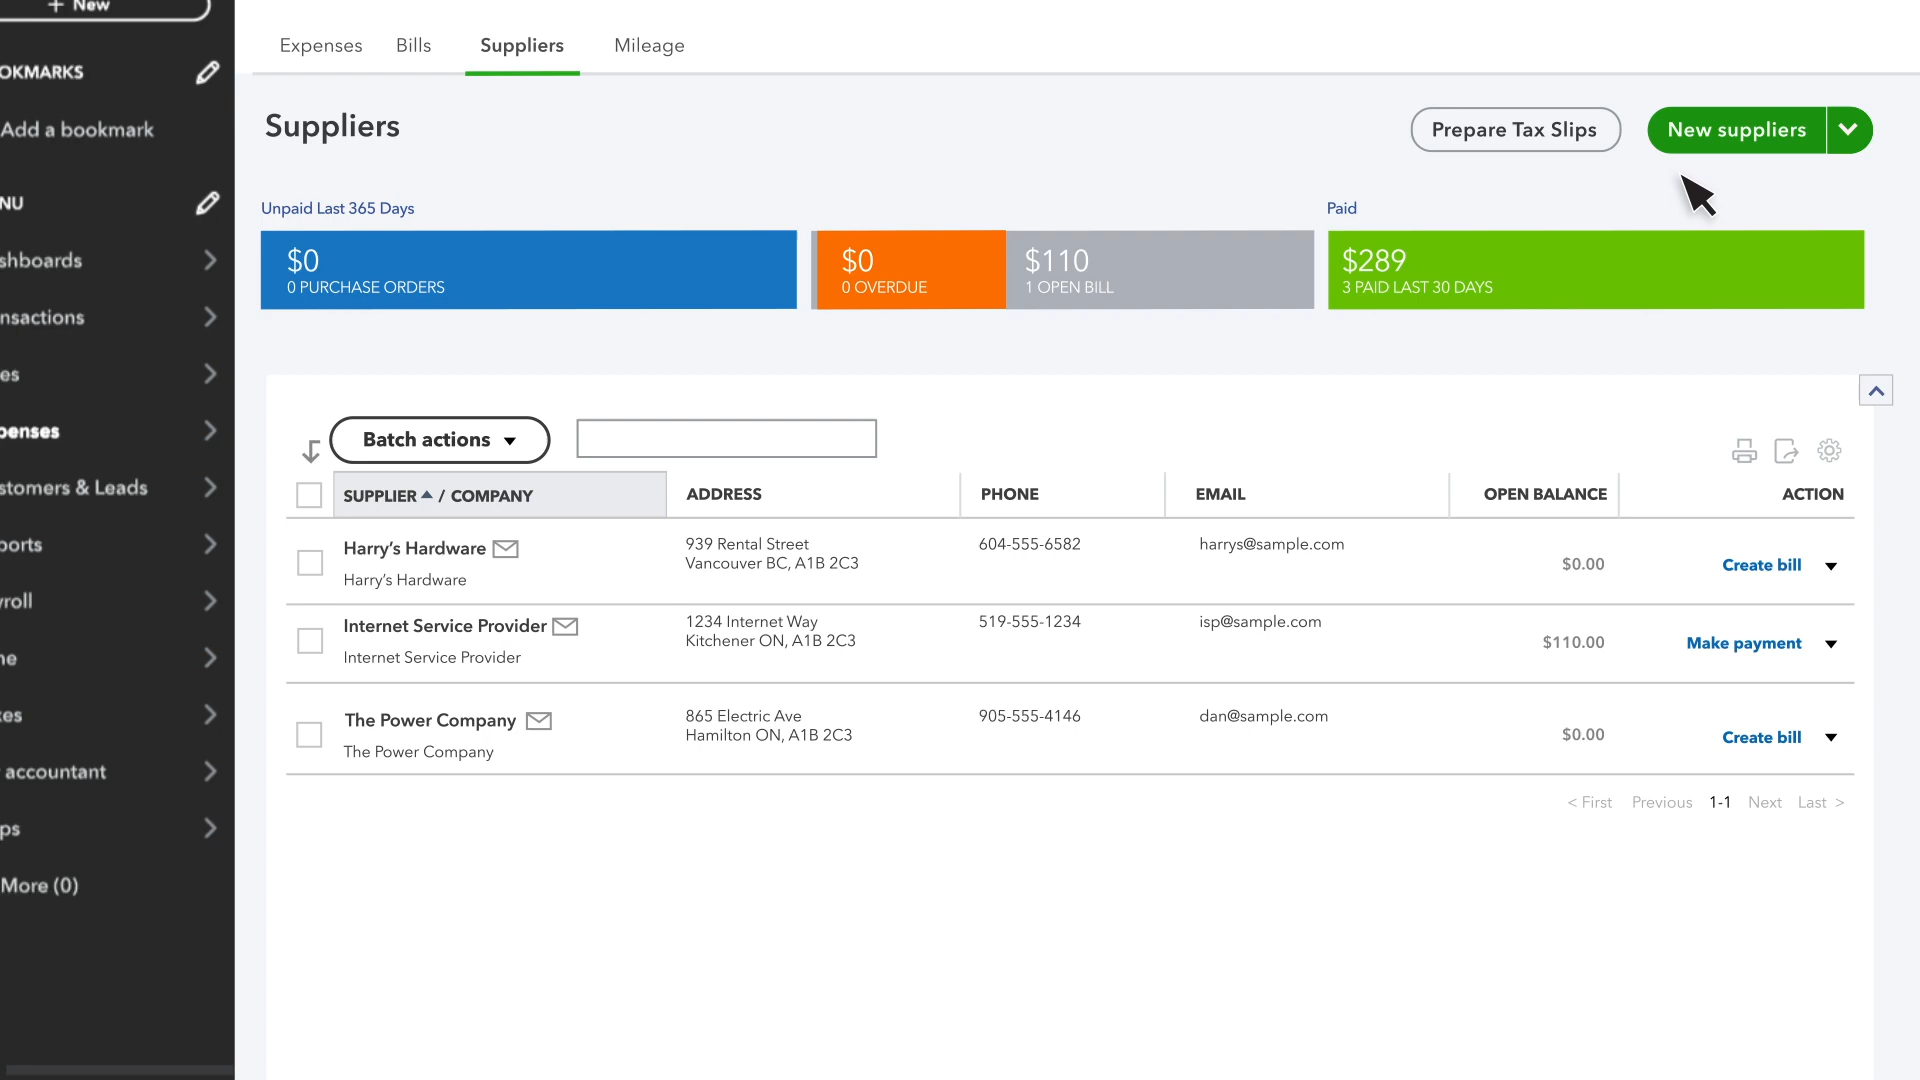 + New
OKMARKS
Add a bookmark
NU
shboards
nsactions
es
penses
stomers & Leads
ports
roll
ne
es
accountant
ps
More (0)
Expenses Bills Suppliers Mileage
Suppliers
Prepare Tax Slips New suppliers
Unpaid Last 365 Days Paid
$0 $0 $110 $289
0 PURCHASE ORDERS 0 OVERDUE 1 OPEN BILL 3 PAID LAST 30 DAYS
Batch actions
SUPPLIER / COMPANY ADDRESS PHONE EMAIL OPEN BALANCE ACTION
Harry’s Hardware 939 Rental Street 604-555-6582 harrys@sample.com
Vancouver BC, A1B 2C3 $0.00 Create bill
Harry’s Hardware
Internet Service Provider 1234 Internet Way 519-555-1234 isp@sample.com
Kitchener ON, A1B 2C3 $110.00 Make payment
Internet Service Provider
The Power Company 865 Electric Ave 905-555-4146 dan@sample.com
Hamilton ON, A1B 2C3 $0.00 Create bill
The Power Company
< First Previous 1-1 Next Last >